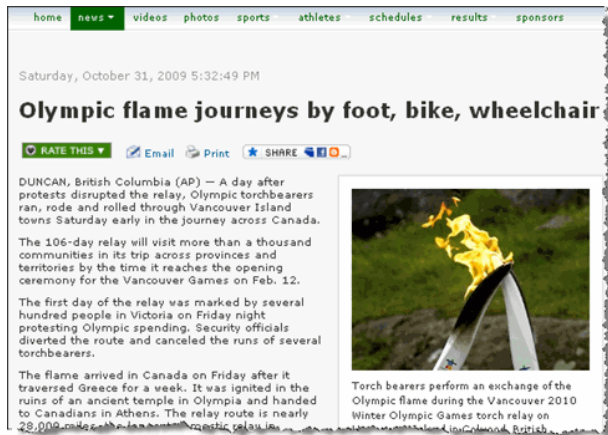 home news videos photos sports athletes schedules results sponsors
Saturday, October 31, 2009 5:32:49 PM
Olympic flame journeys by foot, bike, wheelchair
RATE THIS Email Print SHARE
DUNCAN, British Columbia (AP) — A day after
protests disrupted the relay, Olympic torchbearers
ran, rode and rolled through Vancouver Island
towns Saturday early in the journey across Canada.
The 106-day relay will visit more than a thousand
communities in its trip across provinces and
territories by the time it reaches the opening
ceremony for the Vancouver Games on Feb. 12.
The first day of the relay was marked by several
hundred people in Victoria on Friday night
protesting Olympic spending. Security officials
diverted the route and canceled the runs of several
torchbearers.
The flame arrived in Canada on Friday after it
traversed Greece for a week. It was ignited in the
ruins of an ancient temple in Olympia and handed
to Canadians in Athens. The relay route is nearly
28,000 miles, the
Torch bearers perform an exchange of the
Olympic flame during the Vancouver 2010
Winter Olympic Games torch relay on
British